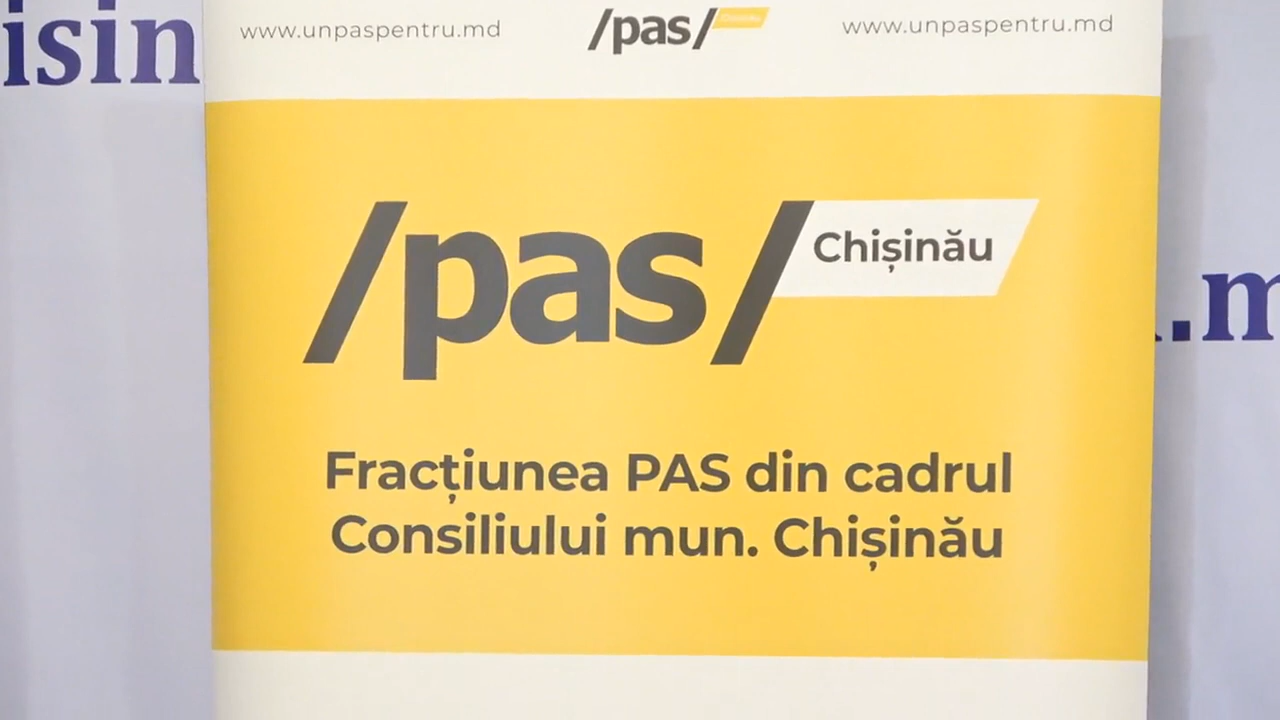 isin
www.unpaspentru.md
/pas/
www.unpaspentru.md
/pas/ Chișinău
.m
Fracțiunea PAS din cadrul
Consiliului mun. Chișinău